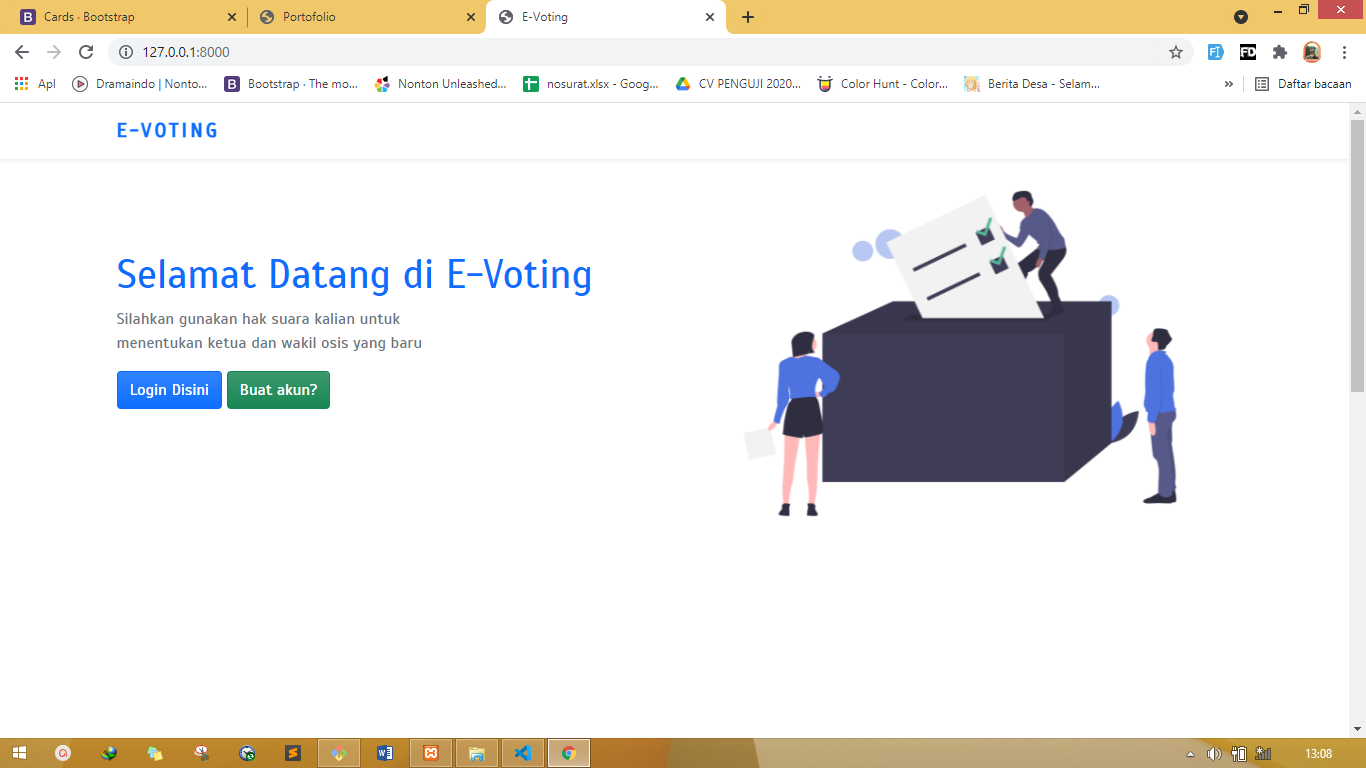 Cards · Bootstrap
Portofolio
E-Voting
127.0.0.1:8000
Apl
Dramaindo | Nonto...
Bootstrap · The mo...
Nonton Unleashed...
nosurat.xlsx - Goog...
CV PENGUJI 2020...
Color Hunt - Color...
Berita Desa - Selam...
»
Daftar bacaan
E-VOTING
Selamat Datang di E-Voting
Silahkan gunakan hak suara kalian untuk
menentukan ketua dan wakil osis yang baru
Login Disini
Buat akun?
13:08